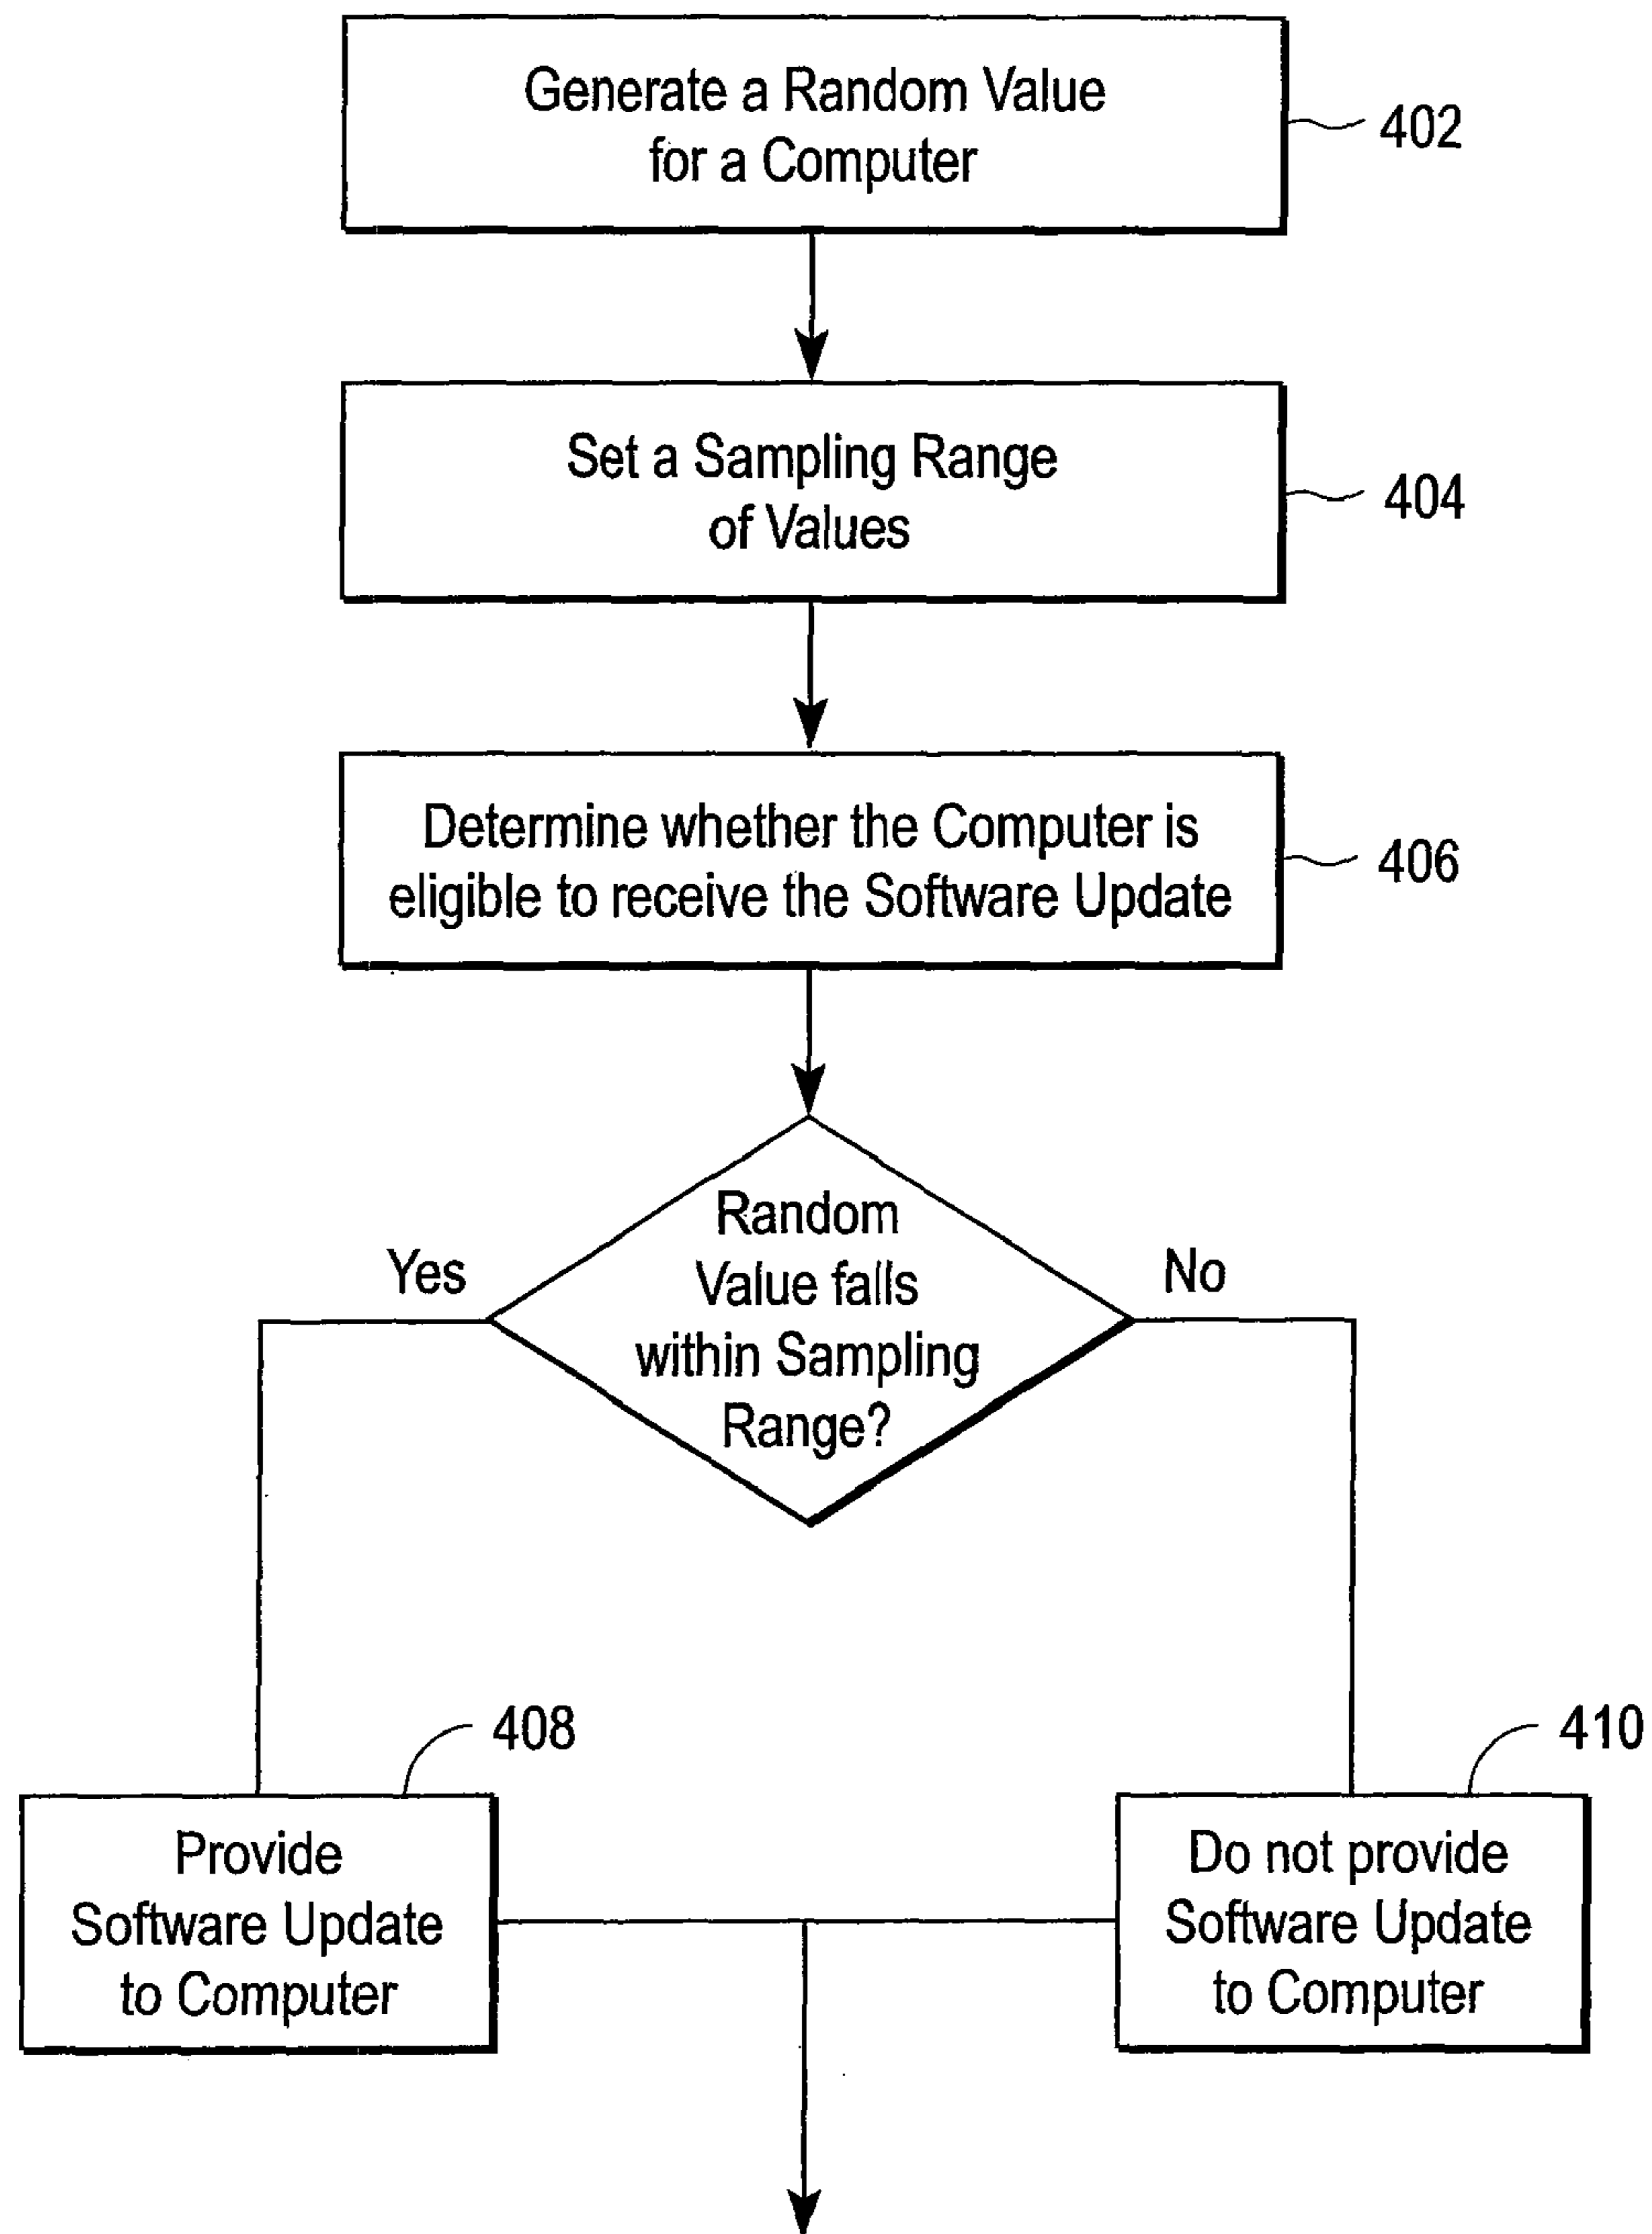 Generate a Random Value
for a Computer
402
Set a Sampling Range
of Values
404
Determine whether the Computer is
eligible to receive the Software Update
406
Random
Value falls
within Sampling
Range?
Yes
No
408
Provide
Software Update
to Computer
410
Do not provide
Software Update
to Computer